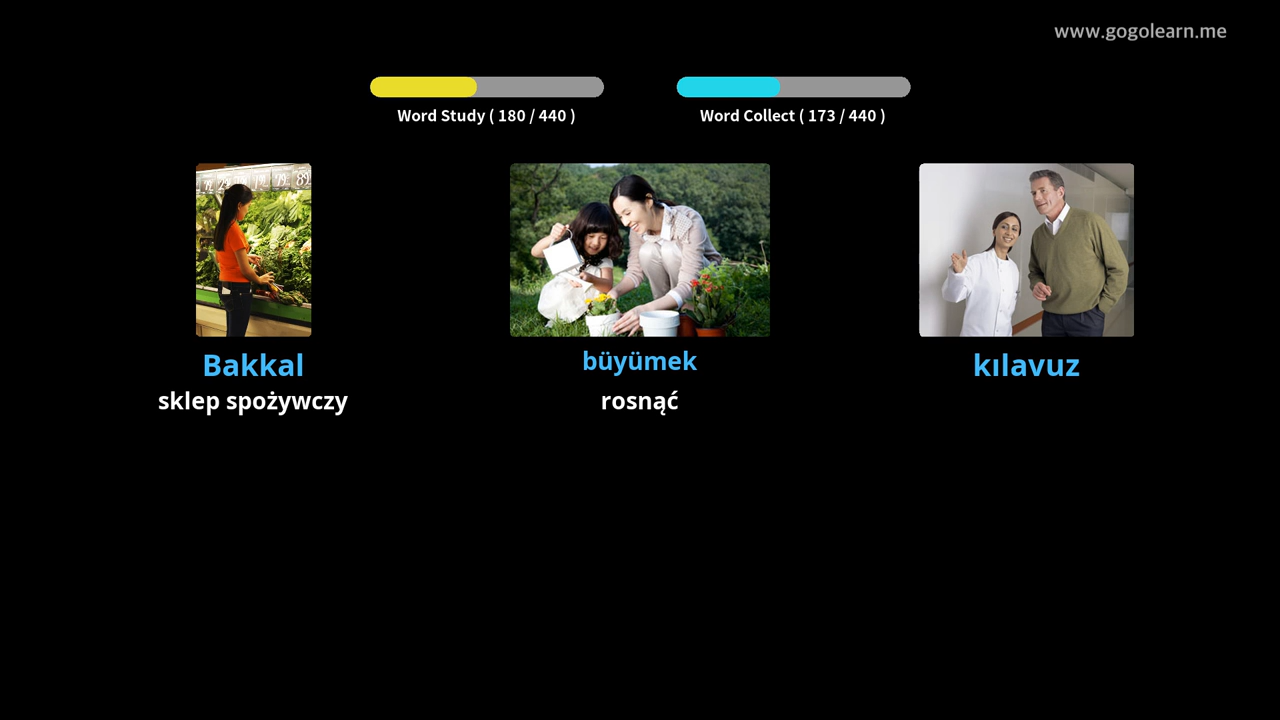 www.gogolearn.me
Word Study ( 180 / 440 )
Word Collect ( 173 / 440 )
Bakkal
büyümek
kılavuz
sklep spożywczy
rosnąć